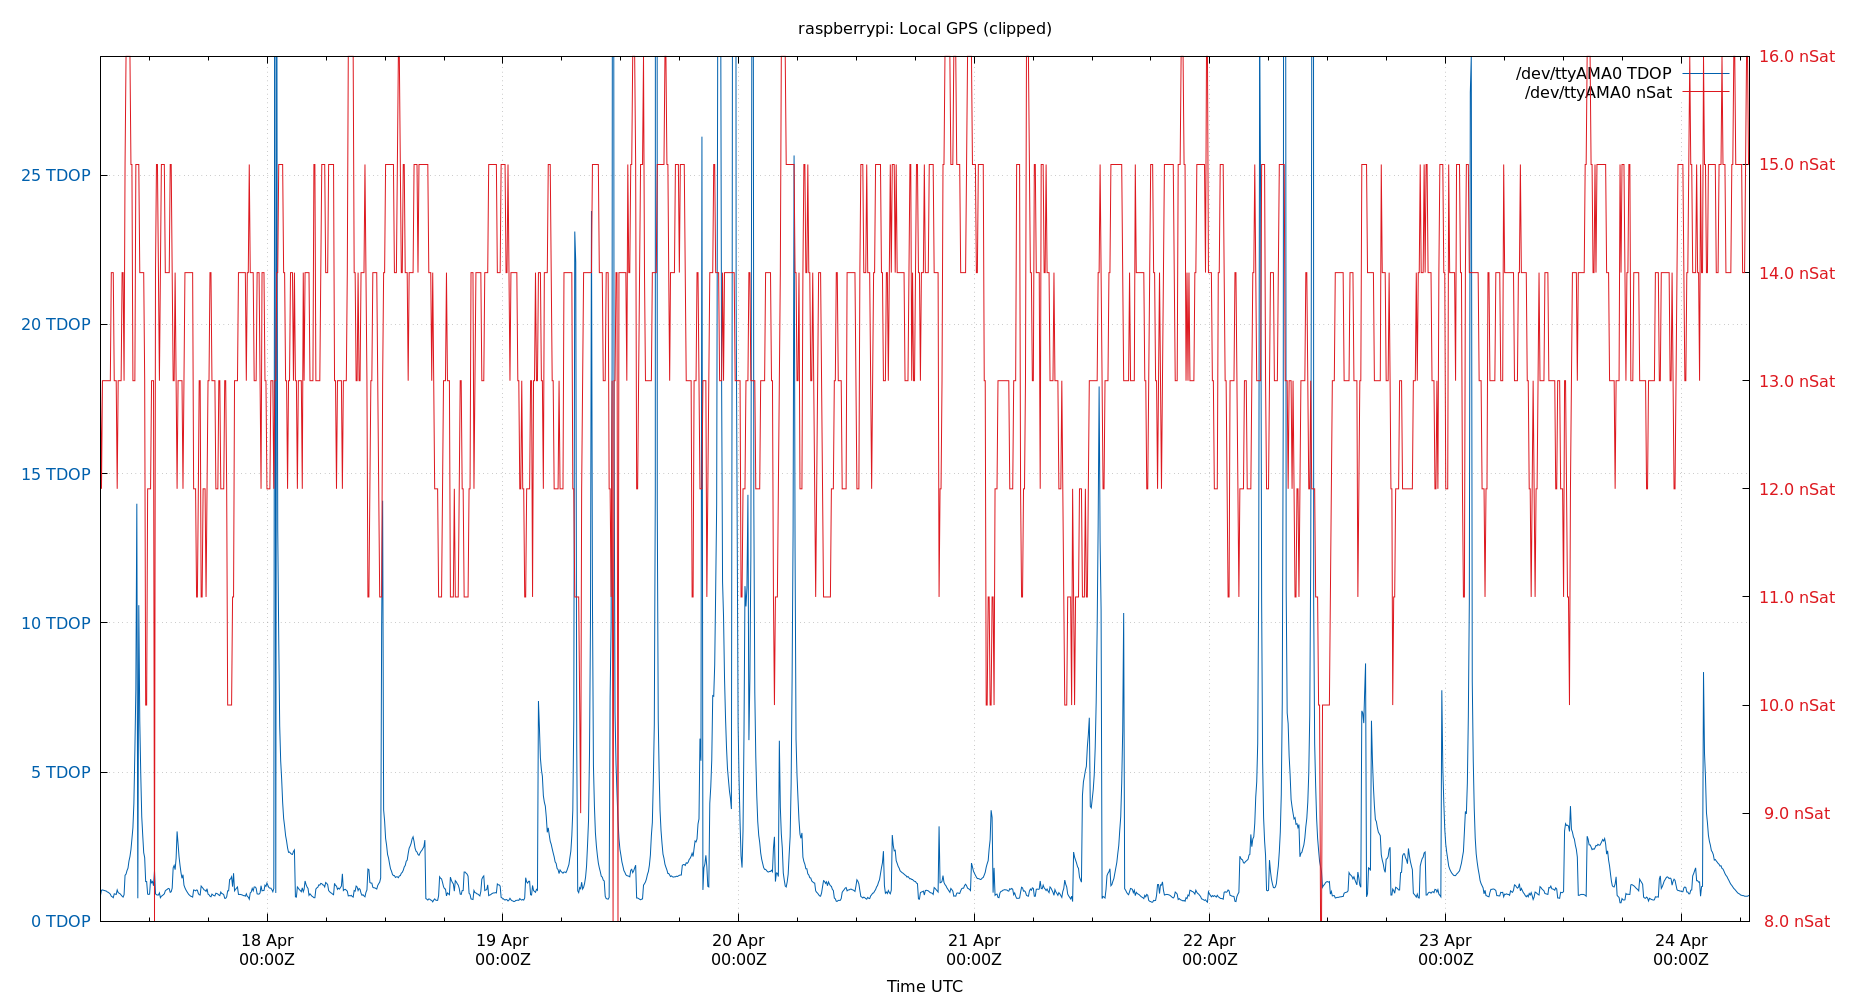 raspberrypi: Local GPS (clipped)
/dev/ttyAMA0 TDOP
/dev/ttyAMA0 nSat
25 TDOP
20 TDOP
15 TDOP
10 TDOP
5 TDOP
0 TDOP
16.0 nSat
15.0 nSat
14.0 nSat
13.0 nSat
12.0 nSat
11.0 nSat
10.0 nSat
9.0 nSat
8.0 nSat
18 Apr
00:00Z
19 Apr
00:00Z
20 Apr
00:00Z
21 Apr
00:00Z
22 Apr
00:00Z
23 Apr
00:00Z
24 Apr
00:00Z
Time UTC